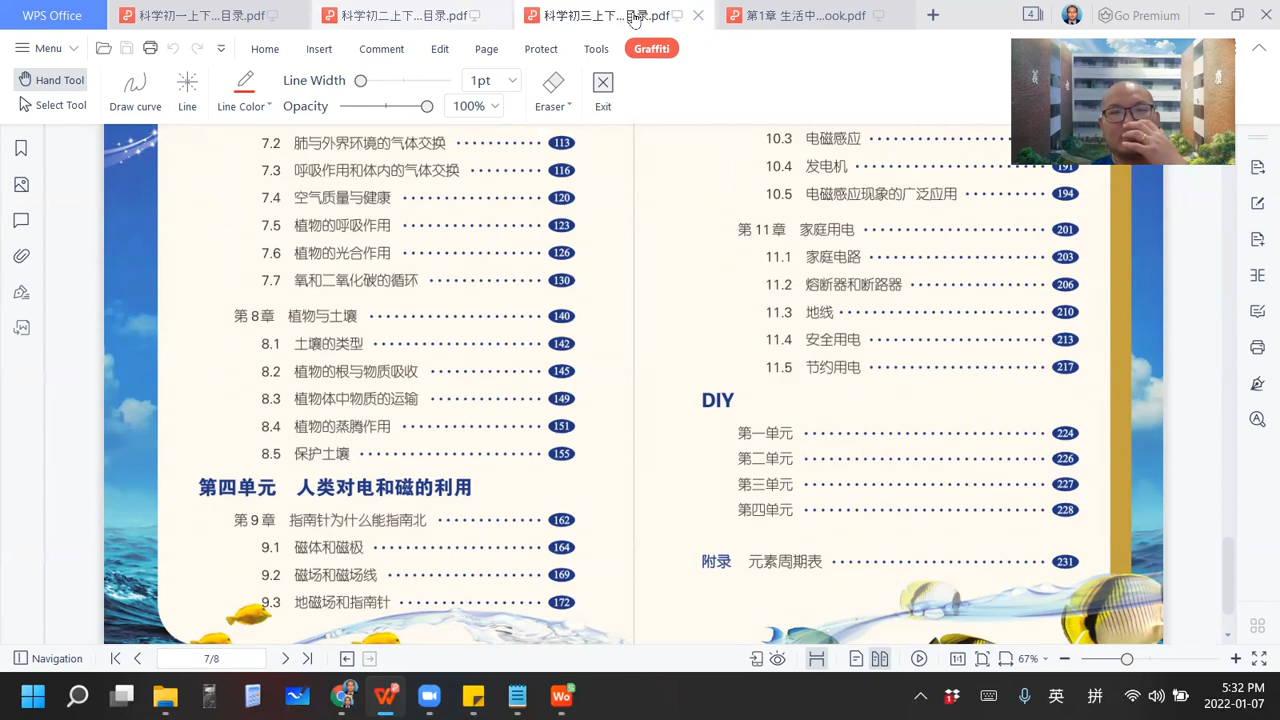 WPS Office
科学初一上下...目录.pdf
科学初二上下...目录.pdf
科学初三上下...目录.pdf
第1章 生活中...ook.pdf
4
Go Premium
Menu
Home
Insert
Comment
Edit
Page
Protect
Tools
Graffiti
Hand Tool
Select Tool
Draw curve
Line
Line Color
Line Width
1pt
Opacity
100%
Eraser
Exit
7.2 肺与外界环境的气体交换 113
7.3 呼吸作用和体内的气体交换 116
7.4 空气质量与健康 120
7.5 植物的呼吸作用 123
7.6 植物的光合作用 126
7.7 氧和二氧化碳的循环 130
第8章 植物与土壤 140
8.1 土壤的类型 142
8.2 植物的根与物质吸收 145
8.3 植物体中物质的运输 149
8.4 植物的蒸腾作用 151
8.5 保护土壤 155
第四单元 人类对电和磁的利用
第9章 指南针为什么能指南北 162
9.1 磁体和磁极 164
9.2 磁场和磁场线 169
9.3 地磁场和指南针 172
10.3 电磁感应
10.4 发电机 191
10.5 电磁感应现象的广泛应用 194
第11章 家庭用电 201
11.1 家庭电路 203
11.2 熔断器和断路器 206
11.3 地线 210
11.4 安全用电 213
11.5 节约用电 217
DIY
第一单元 224
第二单元 226
第三单元 227
第四单元 228
附录 元素周期表 231
Navigation
7/8
67%
英
拼
5:32 PM
2022-01-07